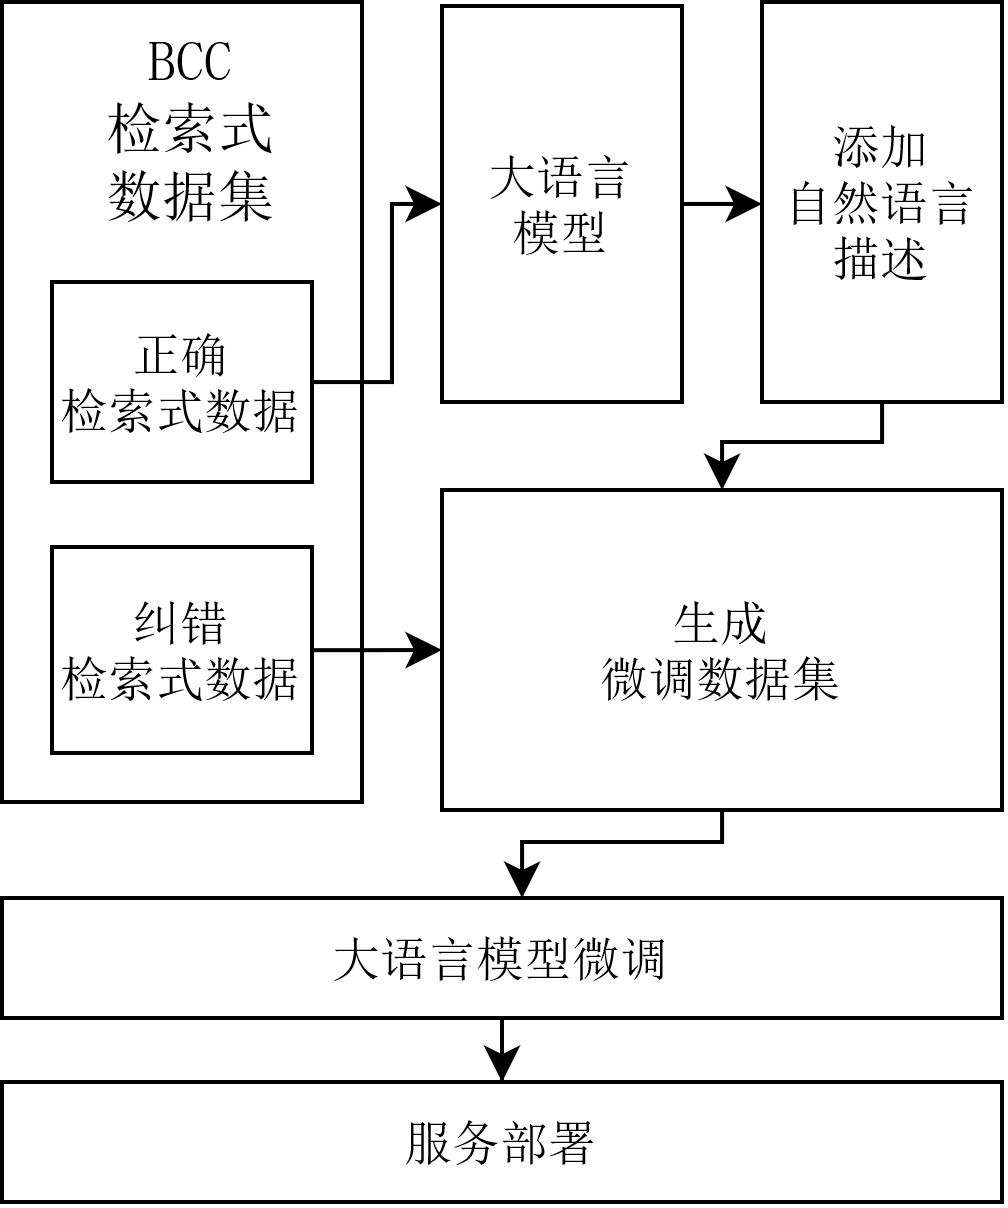 BCC
检索式
数据集
正确
检索式数据
纠错
检索式数据
大语言
模型
添加
自然语言
描述
生成
微调数据集
大语言模型微调
服务部署